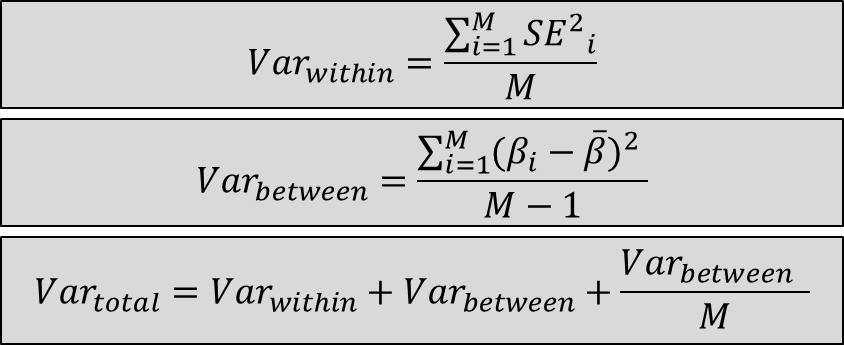 Var_within = ∑_{i=1}^{M} SE²_i / M
Var_between = ∑_{i=1}^{M} (β_i − β̄)² / M − 1
Var_total = Var_within + Var_between + Var_between / M